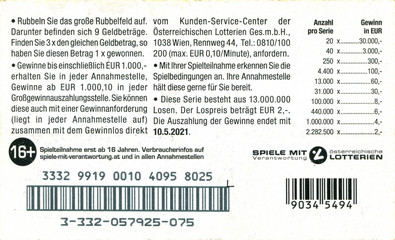 • Rubbeln Sie das große Rubbelfeld auf.
Darunter befinden sich 9 Geldbeträge.
Finden Sie 3 x den gleichen Geldbetrag, so
haben Sie diesen Betrag 1 x gewonnen.
• Gewinne bis einschließlich EUR 1.000,-
erhalten Sie in jeder Annahmestelle,
Gewinne ab EUR 1.000,10 in jeder
Großgewinnauszahlungsstelle. Sie können
diese auch mit einer Gewinnanforderung
(liegt in jeder Annahmestelle auf)
zusammen mit dem Gewinnlos direkt
vom Kunden-Service-Center der
Österreichischen Lotterien Ges.m.b.H.,
1038 Wien, Rennweg 44, Tel.: 0810/100
200 (max. EUR 0,10/Minute), anfordern.
• Mit Ihrer Spielteilnahme erkennen Sie die
Spielbedingungen an. Ihre Annahmestelle
hält diese gerne für Sie bereit.
• Diese Serie besteht aus 13.000.000
Losen. Der Lospreis beträgt EUR 2,-.
Die Auszahlung der Gewinne endet mit
10.5.2021.
Anzahl pro Serie Gewinn in EUR
20 x 30.000,-
40 x 3.000,-
250 x 300,-
4.400 x 100,-
13.000 x 60,-
31.000 x 20,-
100.000 x 8,-
440.000 x 6,-
1.000.000 x 4,-
2.282.500 x 2,-
16+
Spielteilnahme erst ab 16 Jahren. Verbraucherinfos auf
spiele-mit-verantwortung.at und in allen Annahmestellen
SPIELE MIT
Verantwortung
österreichische
LOTTERIEN
3332 9919 0010 4095 8025
3-332-057925-075
9034 5494